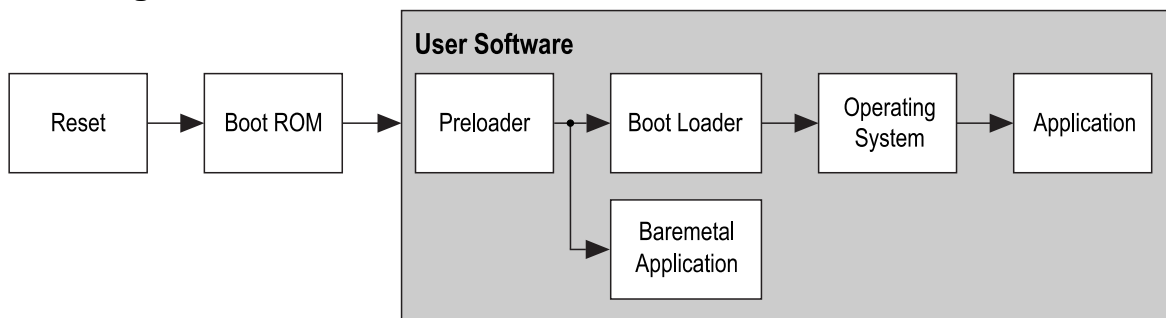 User Software
Reset
Boot ROM
Preloader
Boot Loader
Operating
System
Application
Baremetal
Application